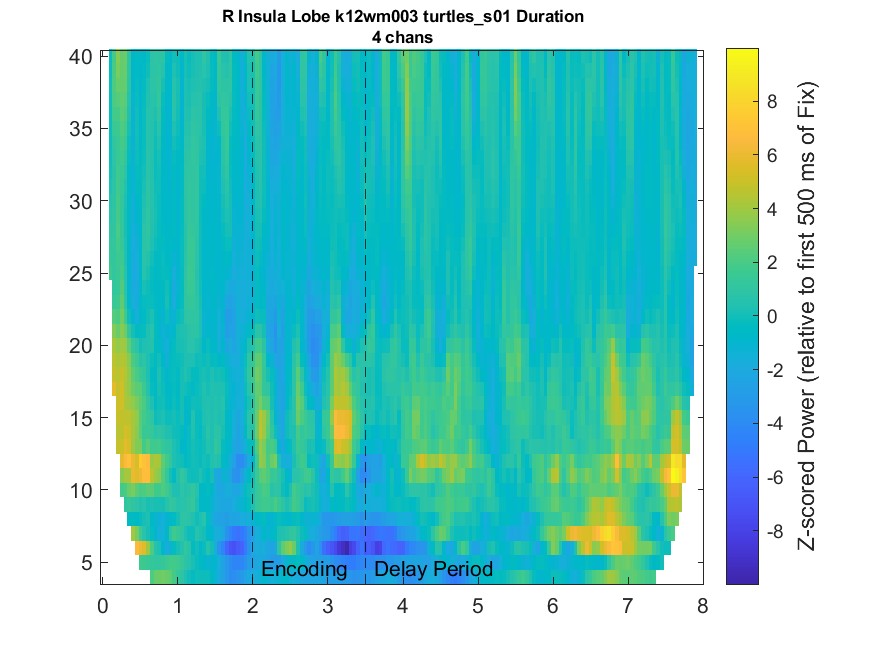 R Insula Lobe k12wm003 turtles_s01 Duration
4 chans
40
35
30
25
20
15
10
5
0 1 2 3 4 5 6 7 8
Encoding
Delay Period
8
6
4
2
0
-2
-4
-6
-8
Z-scored Power (relative to first 500 ms of Fix)